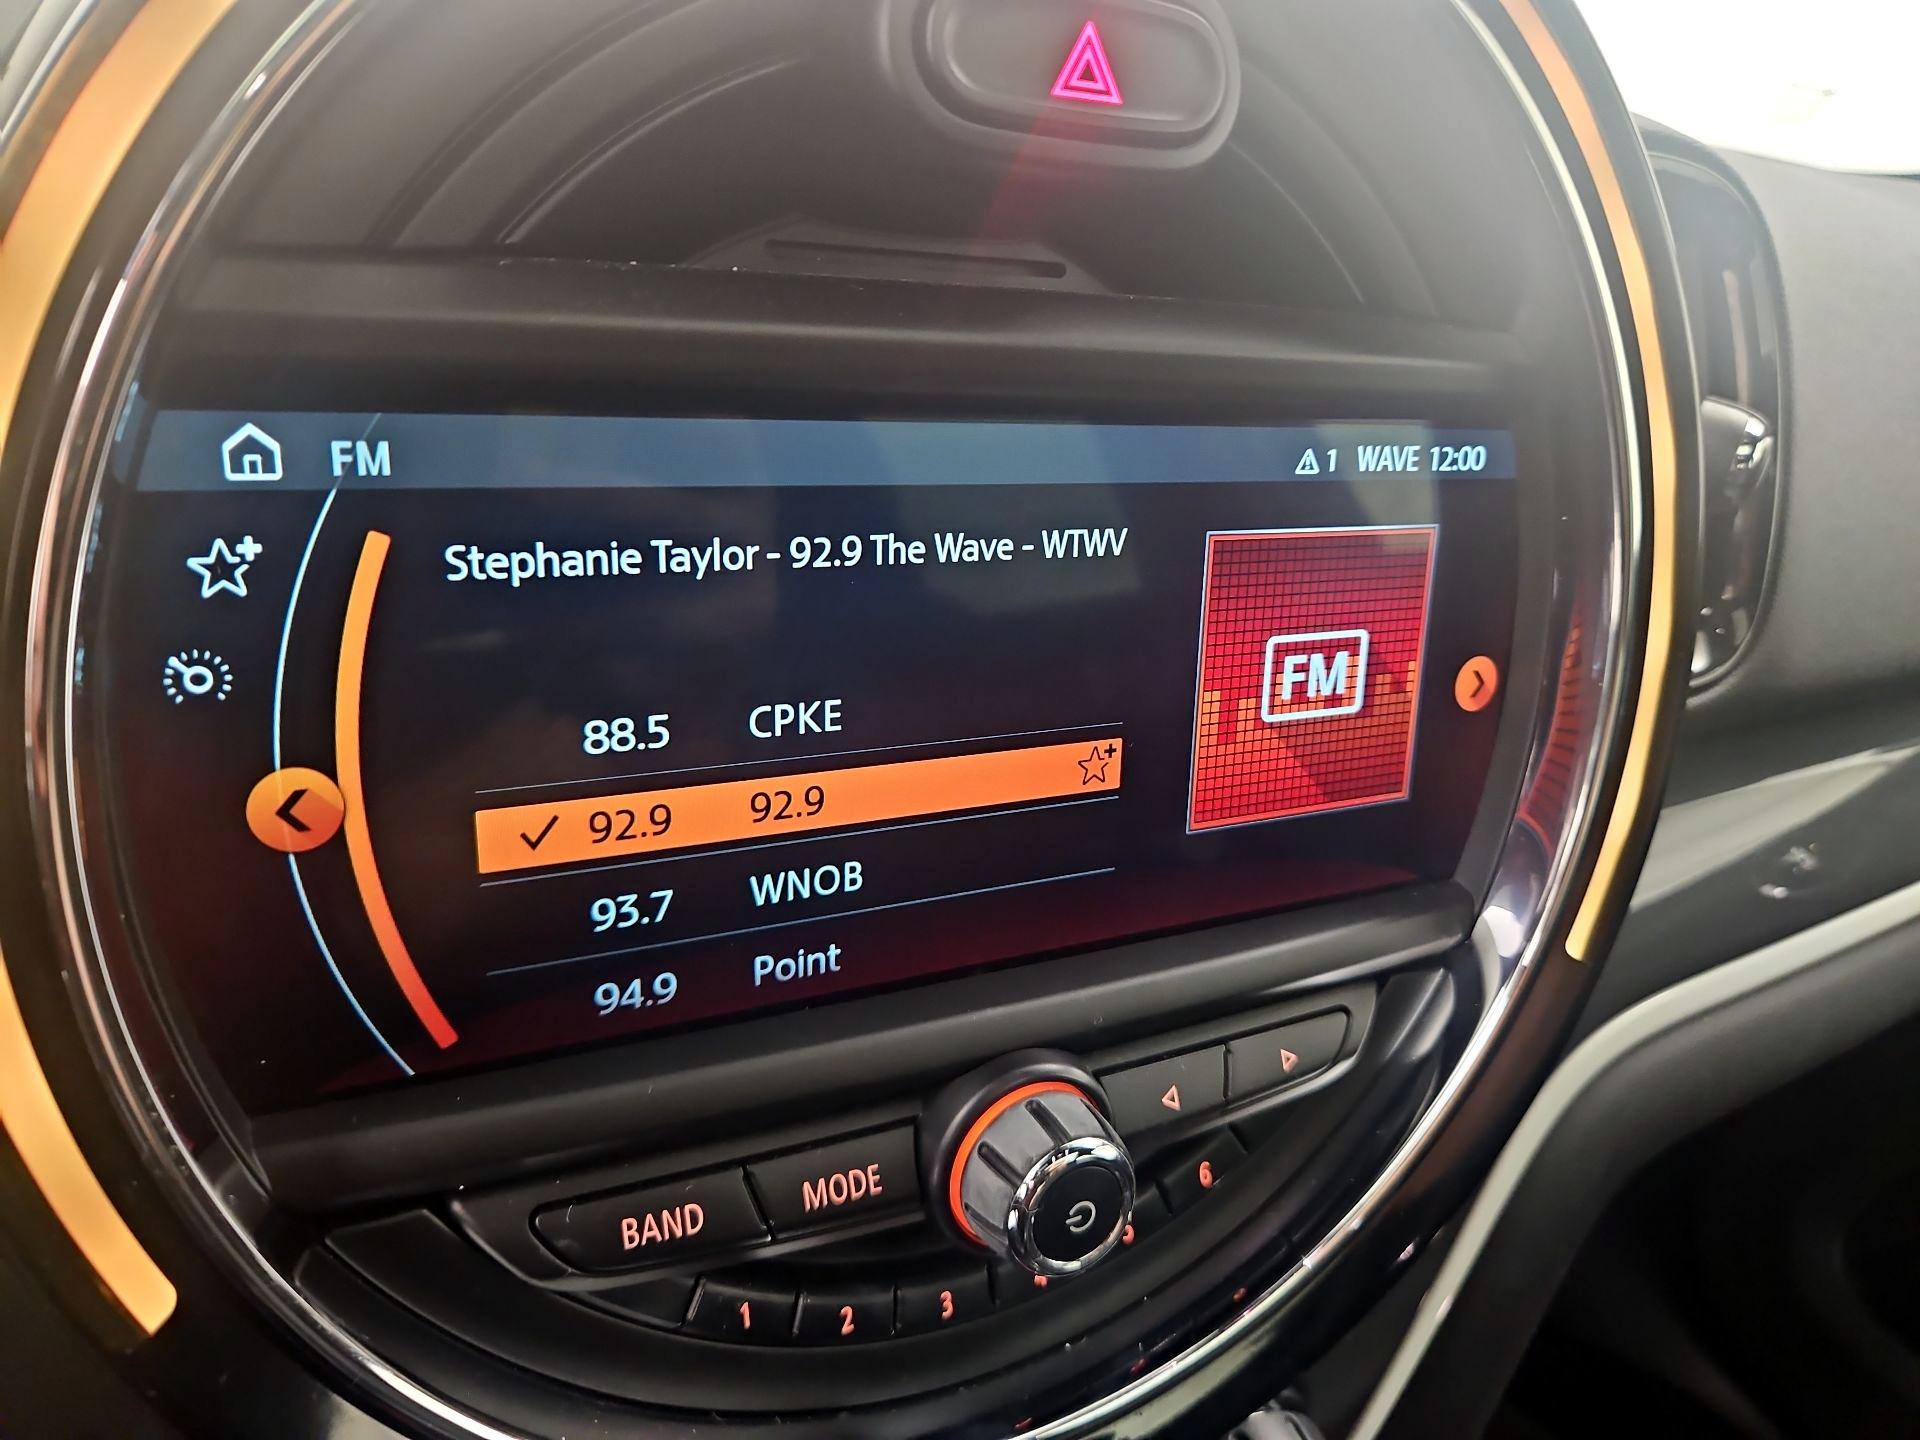 FM
1 WAVE 12:00
Stephanie Taylor - 92.9 The Wave - WTWV
FM
88.5 CPKE
92.9 92.9
93.7 WNOB
94.9 Point
BAND MODE
1 2 3 6